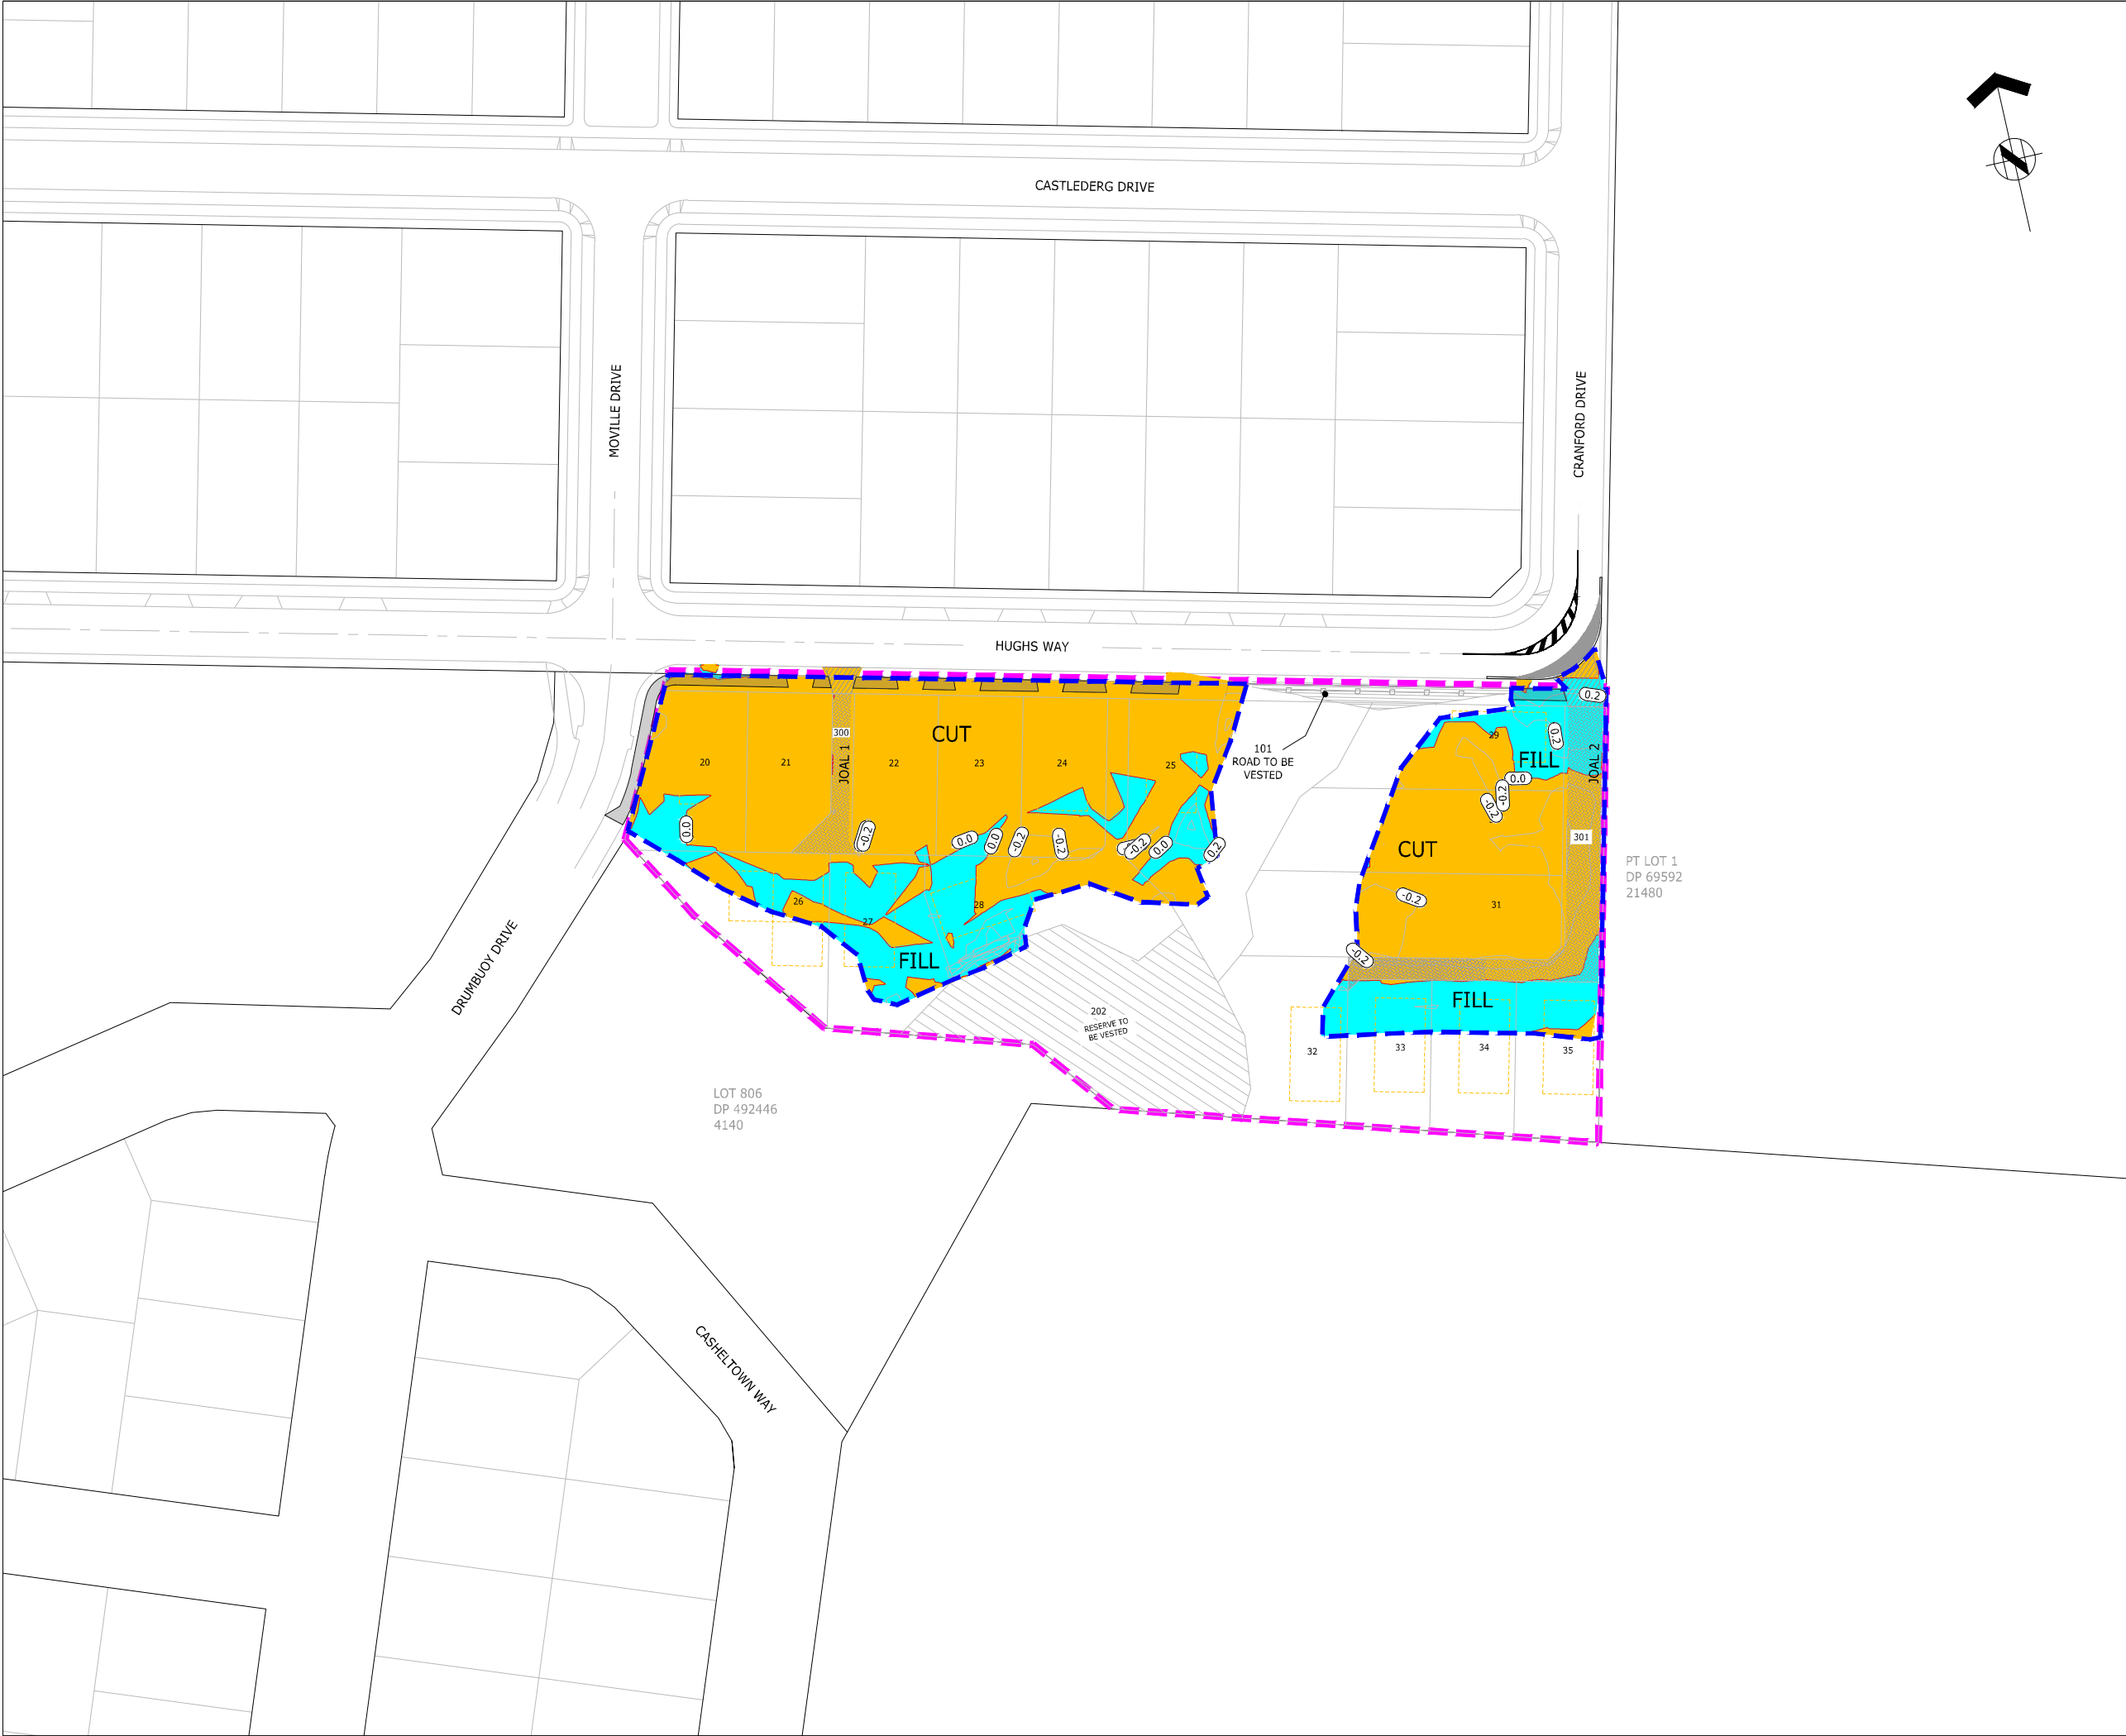 CASTLEDERG DRIVE
MOVILLE DRIVE
CRANFORD DRIVE
HUGHS WAY
0.2
300
JOAL 1
CUT
20
21
22
23
24
25
101
ROAD TO BE
VESTED
29
0.2
FILL
JOAL 2
0.0
-0.2
-0.2
0.0
-0.2
0.0
0.0
-0.2
-0.2
-0.2
0.0
0.2
301
CUT
PT LOT 1
DP 69592
21480
26
27
28
-0.2
31
FILL
-0.2
DRUMBUOY DRIVE
FILL
202
RESERVE TO
BE VESTED
32
33
34
35
LOT 806
DP 492446
4140
CASHELTOWN WAY